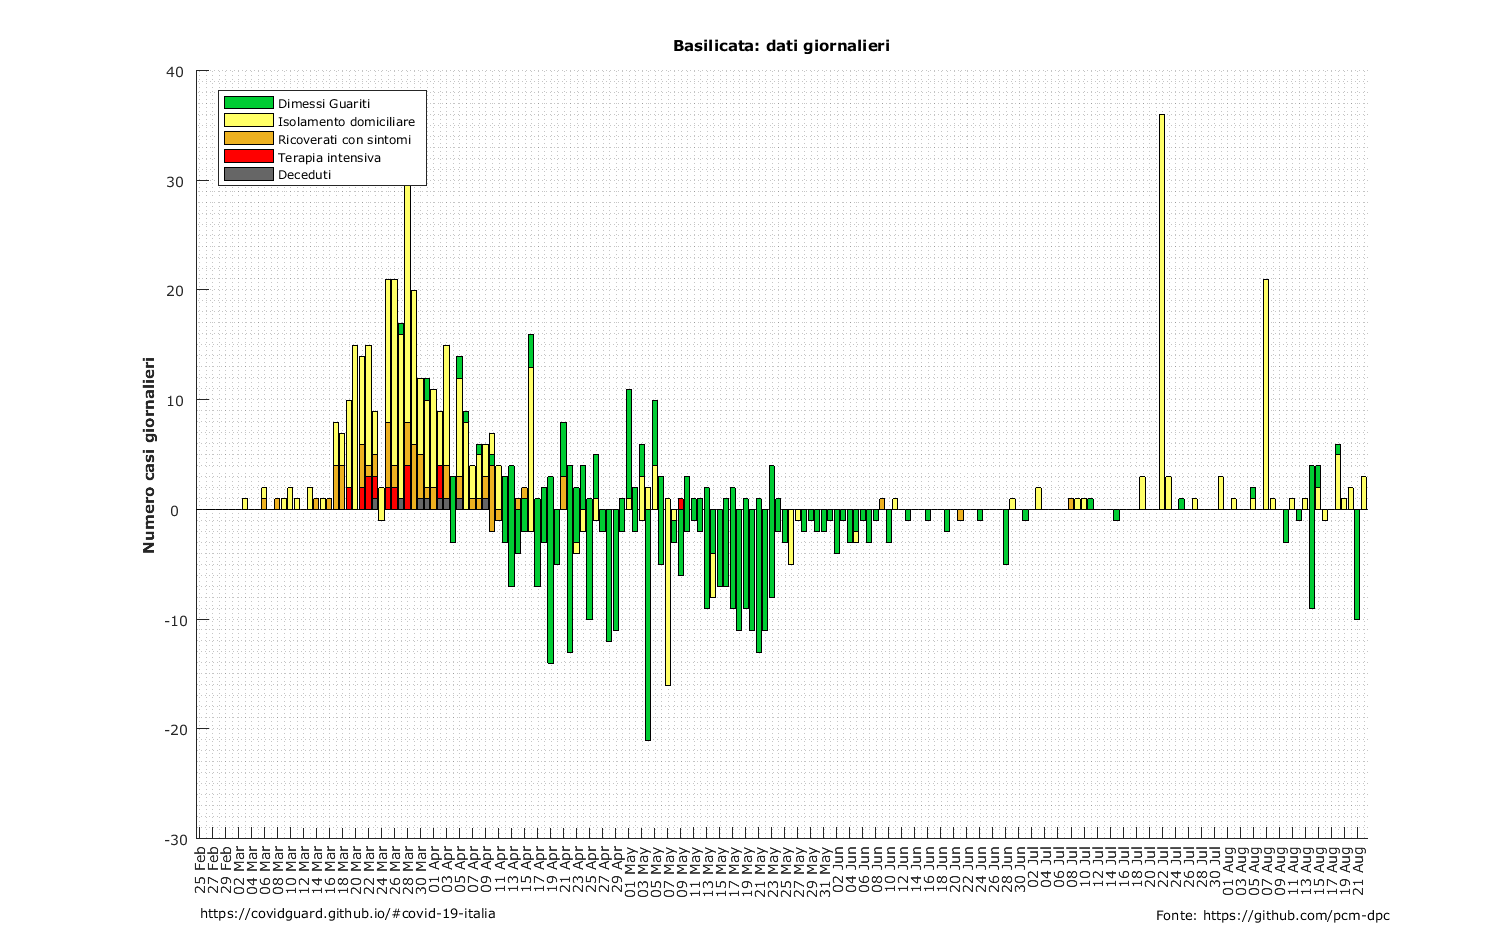 Basilicata: dati giornalieri
Numero casi giornalieri
40
30
20
10
0
-10
-20
-30
Dimessi Guariti
Isolamento domiciliare
Ricoverati con sintomi
Terapia intensiva
Deceduti
25 Feb
27 Feb
29 Feb
02 Mar
04 Mar
06 Mar
08 Mar
10 Mar
12 Mar
14 Mar
16 Mar
18 Mar
20 Mar
22 Mar
24 Mar
26 Mar
28 Mar
30 Mar
01 Apr
03 Apr
05 Apr
07 Apr
09 Apr
11 Apr
13 Apr
15 Apr
17 Apr
19 Apr
21 Apr
23 Apr
25 Apr
27 Apr
29 Apr
01 May
03 May
05 May
07 May
09 May
11 May
13 May
15 May
17 May
19 May
21 May
23 May
25 May
27 May
29 May
31 May
02 Jun
04 Jun
06 Jun
08 Jun
10 Jun
12 Jun
14 Jun
16 Jun
18 Jun
20 Jun
22 Jun
24 Jun
26 Jun
28 Jun
30 Jun
02 Jul
04 Jul
06 Jul
08 Jul
10 Jul
12 Jul
14 Jul
16 Jul
18 Jul
20 Jul
22 Jul
24 Jul
26 Jul
28 Jul
30 Jul
01 Aug
03 Aug
05 Aug
07 Aug
09 Aug
11 Aug
13 Aug
15 Aug
17 Aug
19 Aug
21 Aug
https://covidguard.github.io/#covid-19-italia
Fonte: https://github.com/pcm-dpc